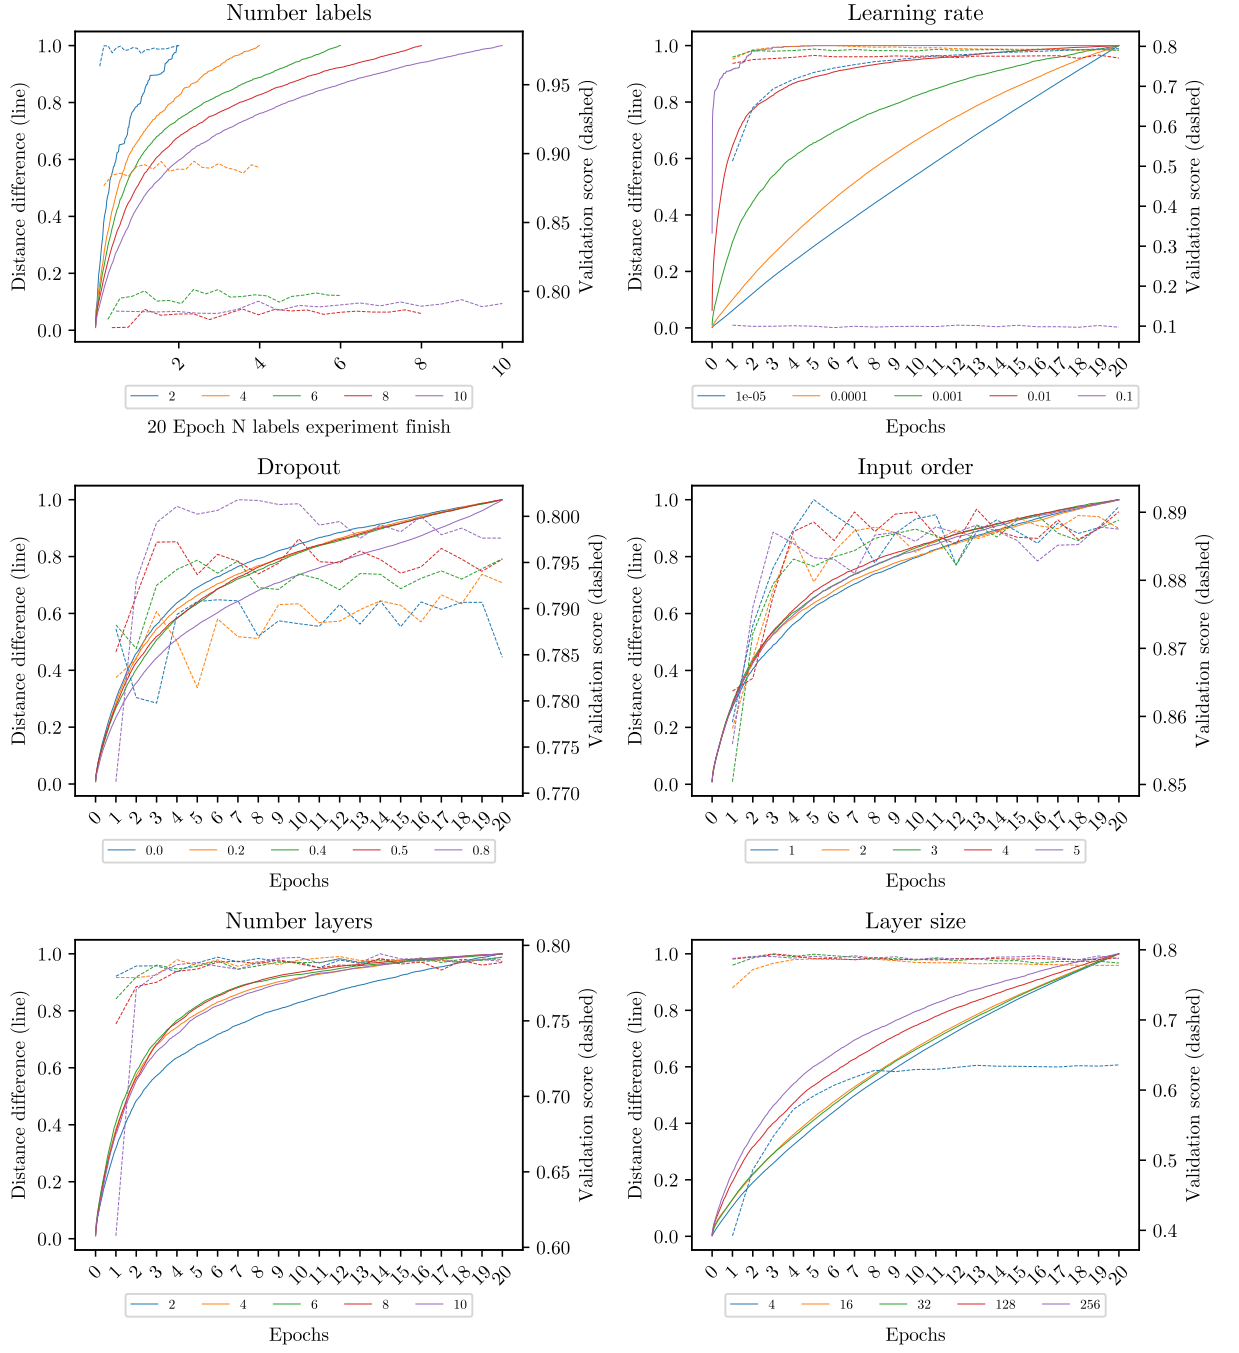 Number labels
Distance difference (line)
1.0
0.8
0.6
0.4
0.2
0.0
Validation score (dashed)
0.95
0.90
0.85
0.80
2 4 6 8 10
2 4 6 8 10
20 Epoch N labels experiment finish
Learning rate
Distance difference (line)
1.0
0.8
0.6
0.4
0.2
0.0
Validation score (dashed)
0.8
0.7
0.6
0.5
0.4
0.3
0.2
0.1
0 1 2 3 4 5 6 7 8 9 10 11 12 13 14 15 16 17 18 19 20
1e-05 0.0001 0.001 0.01 0.1
Epochs
Dropout
Distance difference (line)
1.0
0.8
0.6
0.4
0.2
0.0
Validation score (dashed)
0.800
0.795
0.790
0.785
0.780
0.775
0.770
0 1 2 3 4 5 6 7 8 9 10 11 12 13 14 15 16 17 18 19 20
0.0 0.2 0.4 0.5 0.8
Epochs
Input order
Distance difference (line)
1.0
0.8
0.6
0.4
0.2
0.0
Validation score (dashed)
0.89
0.88
0.87
0.86
0.85
0 1 2 3 4 5 6 7 8 9 10 11 12 13 14 15 16 17 18 19 20
1 2 3 4 5
Epochs
Number layers
Distance difference (line)
1.0
0.8
0.6
0.4
0.2
0.0
Validation score (dashed)
0.80
0.75
0.70
0.65
0.60
0 1 2 3 4 5 6 7 8 9 10 11 12 13 14 15 16 17 18 19 20
2 4 6 8 10
Epochs
Layer size
Distance difference (line)
1.0
0.8
0.6
0.4
0.2
0.0
Validation score (dashed)
0.8
0.7
0.6
0.5
0.4
0 1 2 3 4 5 6 7 8 9 10 11 12 13 14 15 16 17 18 19 20
4 16 32 128 256
Epochs